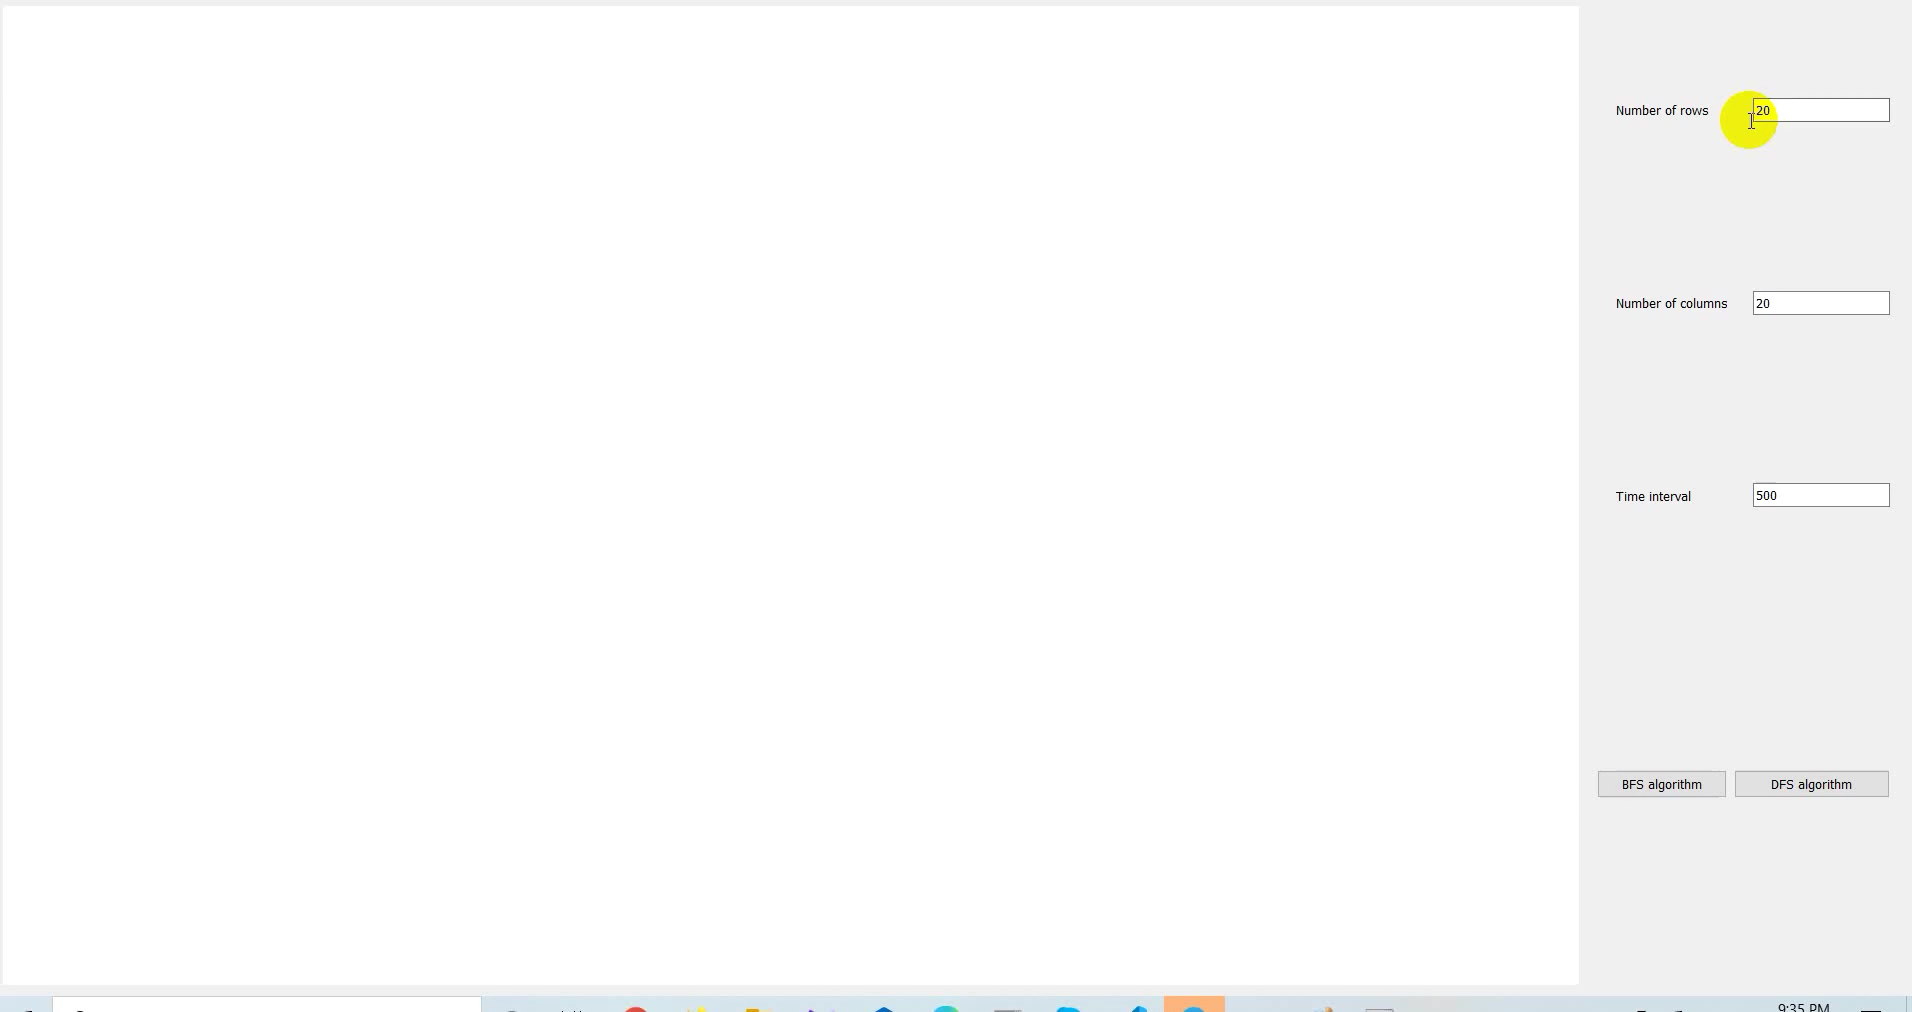 Number of rows 20
Number of columns 20
Time interval 500
BFS algorithm DFS algorithm
9:35 PM